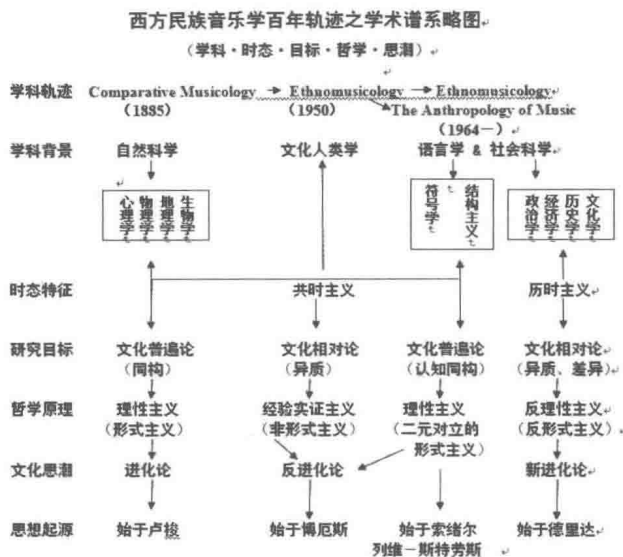 西方民族音乐学百年轨迹之学术谱系略图
（学科·时态·目标·哲学·思潮）
学科轨迹 Comparative Musicology Ethnomusicology Ethnomusicology
（1885） （1950） The Anthropology of Music
（1964－）
学科背景 自然科学 文化人类学 语言学 & 社会科学
心理学 物理学 地理学 生物学 符号学 结构主义 政治学 经济学 历史学 文化学
时态特征 共时主义 历时主义
研究目标 文化普遍论 文化相对论 文化普遍论 文化相对论
（同构） （异质） （认知同构） （异质、差异）
哲学原理 理性主义 经验实证主义 理性主义 反理性主义
（形式主义） （非形式主义） （二元对立的 （反形式主义）
形式主义）
文化思潮 进化论 反进化论 新进化论
思想起源 始于卢梭 始于博厄斯 始于索绪尔 始于德里达
列维－斯特劳斯